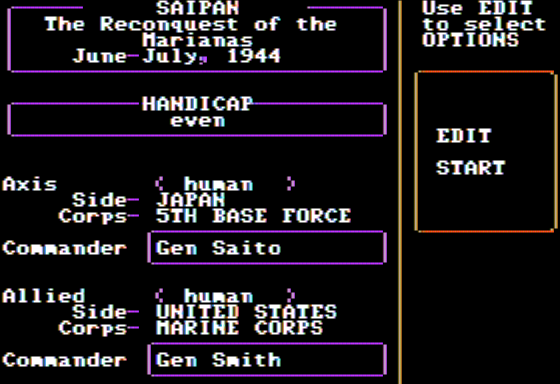 SAIPAN
The Reconquest of the
Marianas
June-July, 1944
HANDICAP
even
Axis ( human )
Side- JAPAN
Corps- 5TH BASE FORCE
Commander Gen Saito
Allied ( human )
Side- UNITED STATES
Corps- MARINE CORPS
Commander Gen Smith
Use EDIT
to select
OPTIONS
EDIT
START